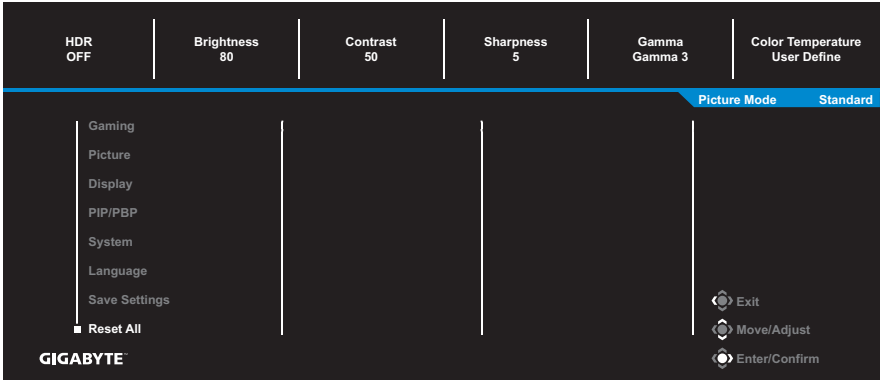 HDR
OFF
Brightness
80
Contrast
50
Sharpness
5
Gamma
Gamma 3
Color Temperature
User Define
Picture Mode Standard
Gaming
Picture
Display
PIP/PBP
System
Language
Save Settings
Reset All
Exit
Move/Adjust
Enter/Confirm
GIGABYTE™